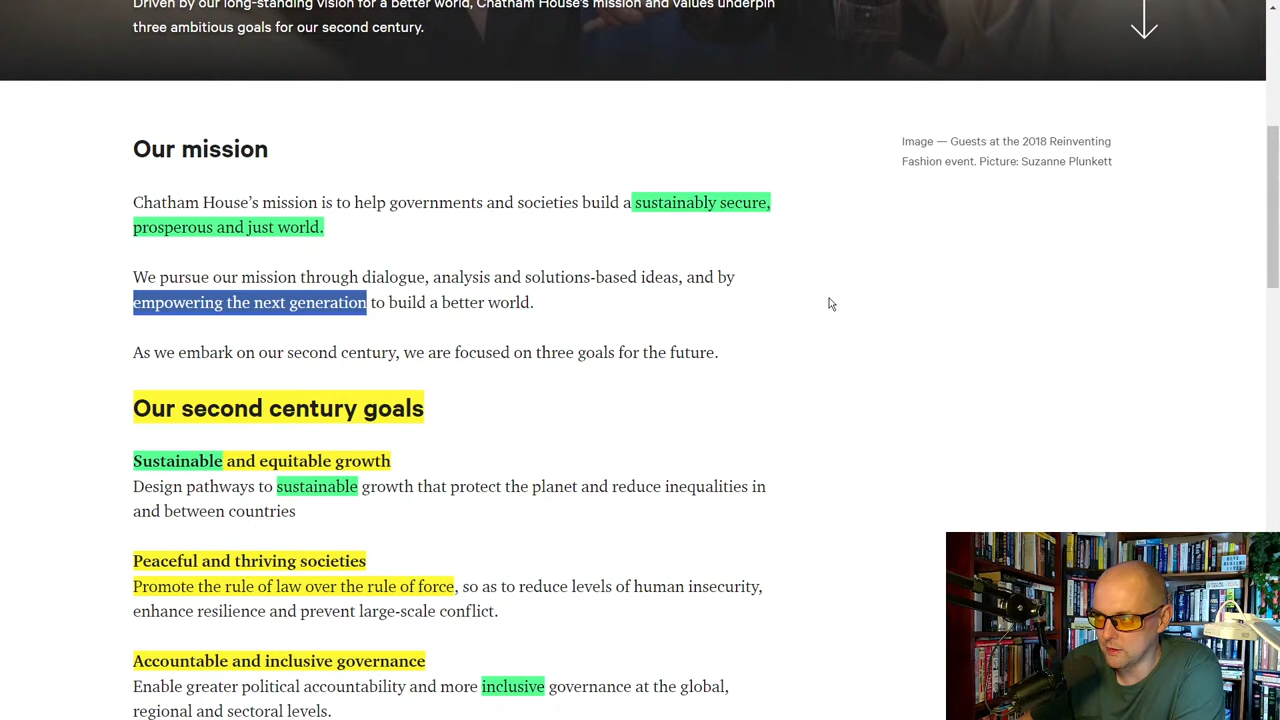 Driven by our long-standing vision for a better world, Chatham House's mission and values underpin
three ambitious goals for our second century.
Our mission
Image — Guests at the 2018 Reinventing
Fashion event. Picture: Suzanne Plunkett
Chatham House’s mission is to help governments and societies build a sustainably secure,
prosperous and just world.
We pursue our mission through dialogue, analysis and solutions-based ideas, and by
empowering the next generation to build a better world.
As we embark on our second century, we are focused on three goals for the future.
Our second century goals
Sustainable and equitable growth
Design pathways to sustainable growth that protect the planet and reduce inequalities in
and between countries
Peaceful and thriving societies
Promote the rule of law over the rule of force, so as to reduce levels of human insecurity,
enhance resilience and prevent large-scale conflict.
Accountable and inclusive governance
Enable greater political accountability and more inclusive governance at the global,
regional and sectoral levels.